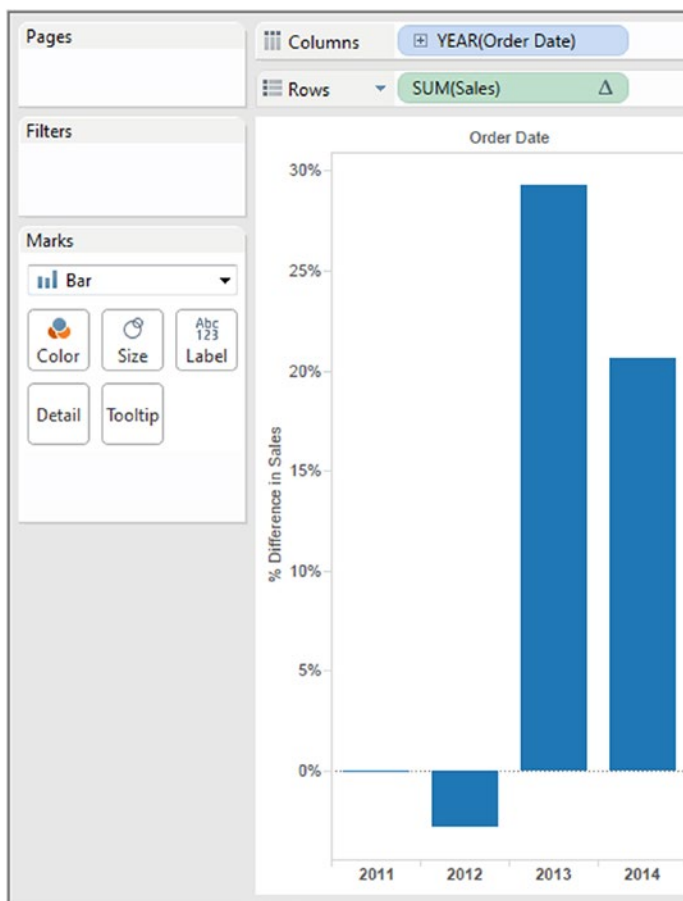 Pages
Columns
YEAR(Order Date)
Rows
SUM(Sales) Δ
Filters
Marks
Bar
Color
Size
Abc
123
Label
Detail
Tooltip
Order Date
% Difference in Sales
30%
25%
20%
15%
10%
5%
0%
2011 2012 2013 2014